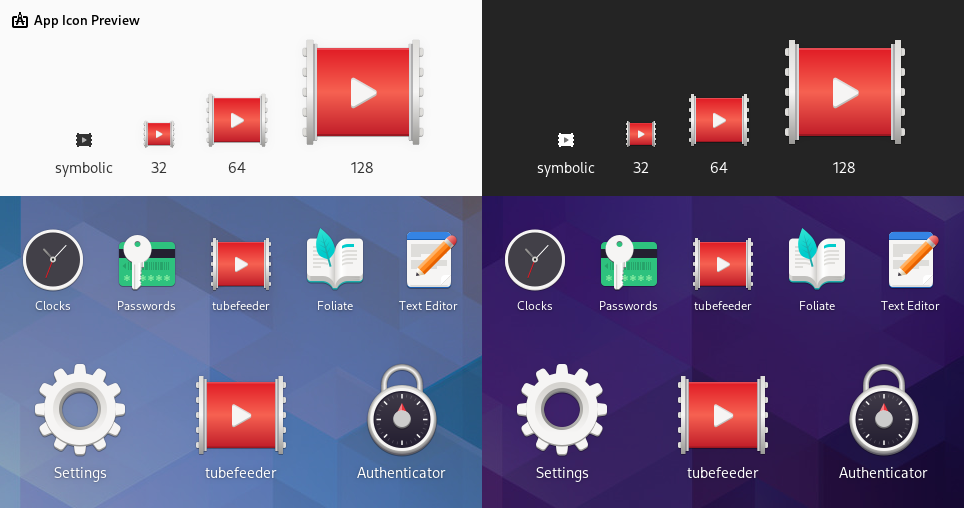 App Icon Preview
symbolic 32 64 128
symbolic 32 64 128
Clocks Passwords tubefeeder Foliate Text Editor
Clocks Passwords tubefeeder Foliate Text Editor
Settings tubefeeder Authenticator
Settings tubefeeder Authenticator